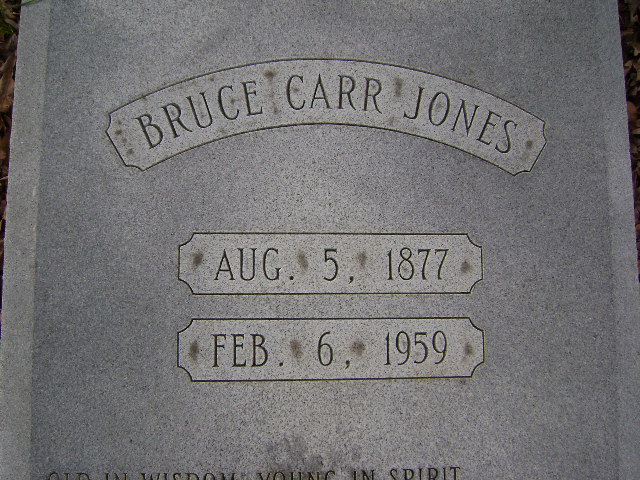 BRUCE CARR JONES
AUG. 5, 1877
FEB. 6, 1959
OLD IN WISDOM, YOUNG IN SPIRIT